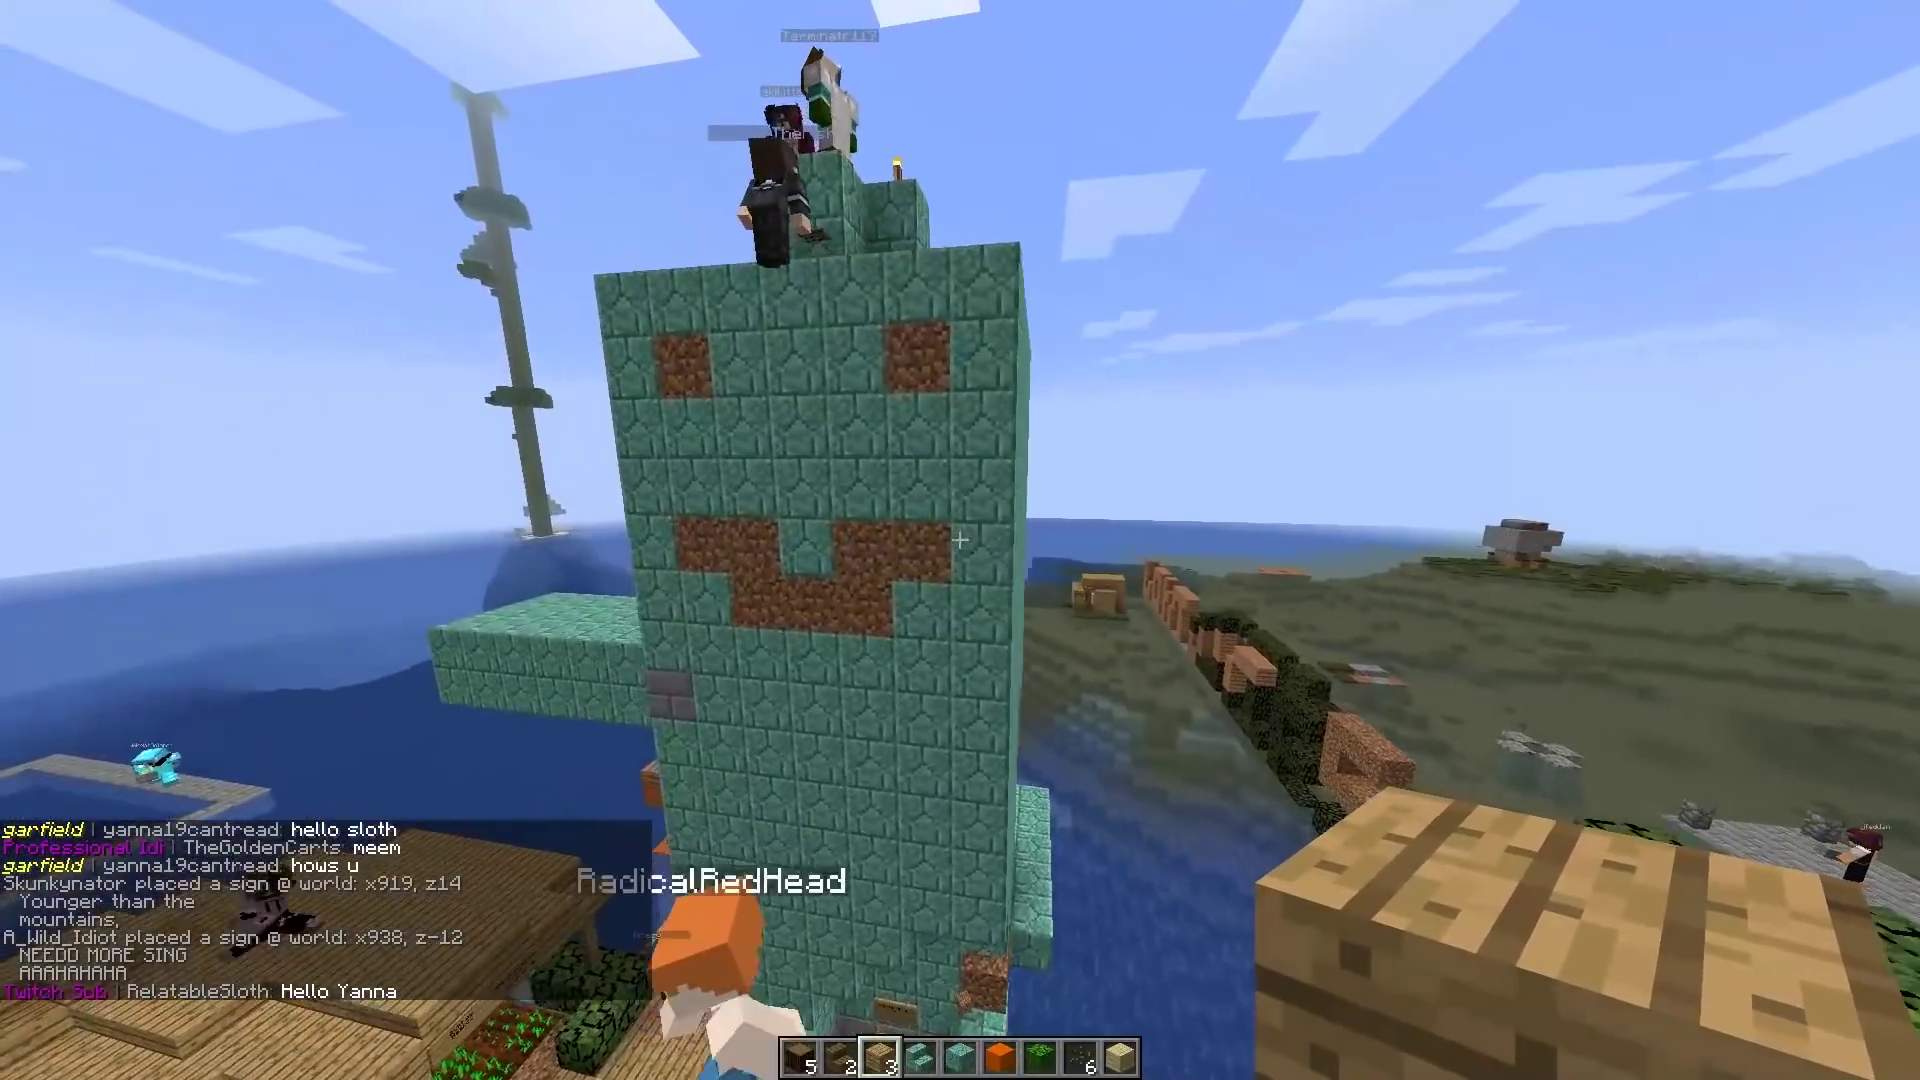 TerminatrillZ
garfield | yanna19cantread: hello sloth
Professional Idi | TheGoldenCarts: meem
garfield | yanna19cantread: hows u
Skunkynator placed a sign @ world: x919, z14
Younger than the
mountains,
A_Wild_Idiot placed a sign @ world: x938, z-12
NEEDD MORE SING
AAAHAHAHA
Twitch Sub | RelatableSloth: Hello Yanna
RadicalRedHead
5 2 3 6